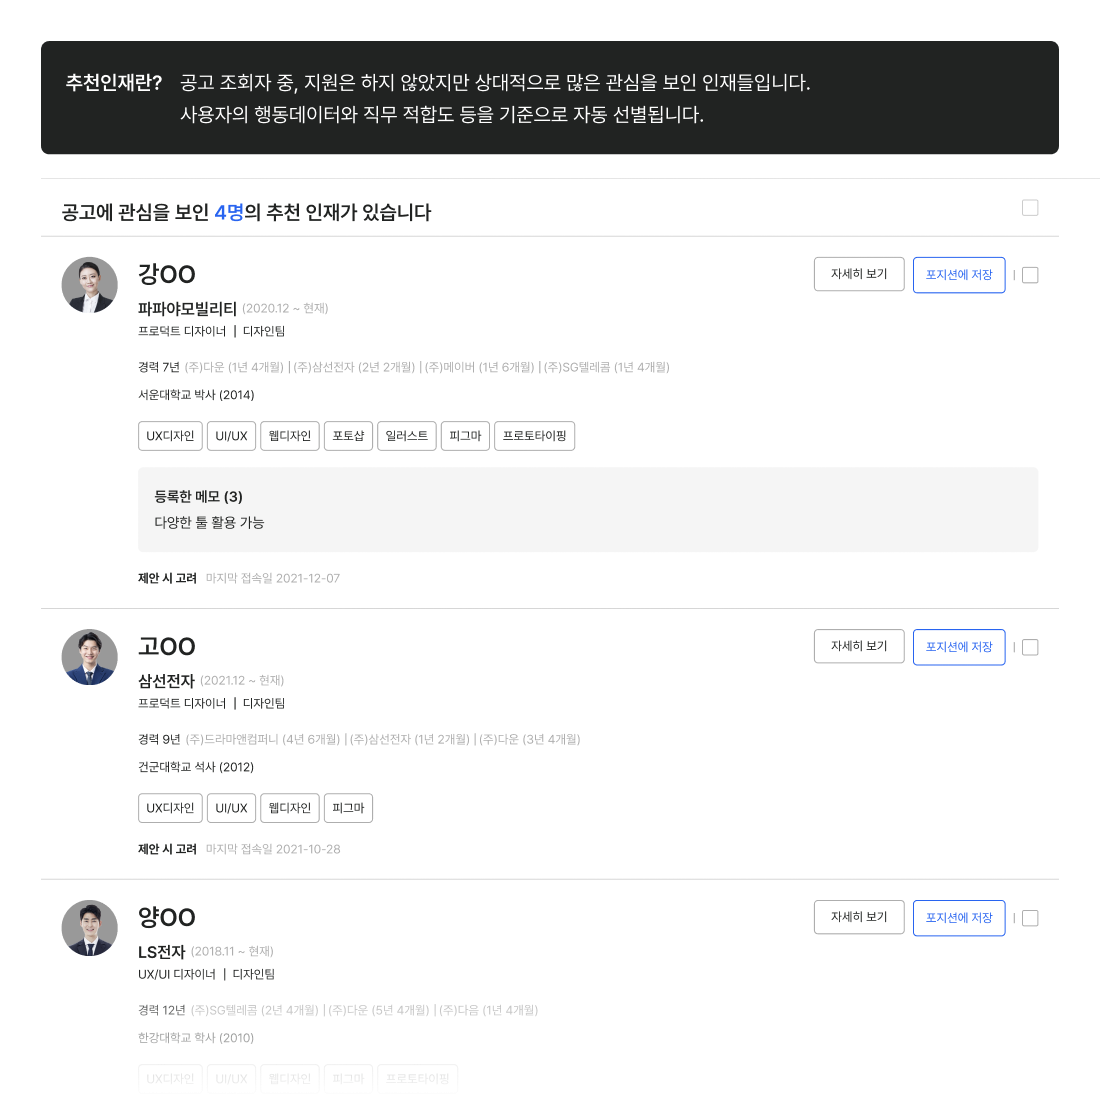 추천인재란? 공고 조회자 중, 지원은 하지 않았지만 상대적으로 많은 관심을 보인 인재들입니다.
사용자의 행동데이터와 직무 적합도 등을 기준으로 자동 선별됩니다.
공고에 관심을 보인 4명의 추천 인재가 있습니다
강OO
자세히 보기
포지션에 저장
파파야모빌리티 (2020.12 ~ 현재)
프로덕트 디자이너 | 디자인팀
경력 7년 (주)다운 (1년 4개월) | (주)삼선전자 (2년 2개월) | (주)메이버 (1년 6개월) | (주)SG텔레콤 (1년 4개월)
서운대학교 박사 (2014)
UX디자인 UI/UX 웹디자인 포토샵 일러스트 피그마 프로토타이핑
등록한 메모 (3)
다양한 툴 활용 가능
제안 시 고려 마지막 접속일 2021-12-07
고OO
자세히 보기
포지션에 저장
삼선전자 (2021.12 ~ 현재)
프로덕트 디자이너 | 디자인팀
경력 9년 (주)드라마앤컴퍼니 (4년 6개월) | (주)삼선전자 (1년 2개월) | (주)다운 (3년 4개월)
건군대학교 석사 (2012)
UX디자인 UI/UX 웹디자인 피그마
제안 시 고려 마지막 접속일 2021-10-28
양OO
자세히 보기
포지션에 저장
LS전자 (2018.11 ~ 현재)
UX/UI 디자이너 | 디자인팀
경력 12년 (주)SG텔레콤 (2년 4개월) | (주)다운 (5년 4개월) | (주)다음 (1년 4개월)
한강대학교 학사 (2010)
UX디자인 UI/UX 웹디자인 피그마 프로토타이핑